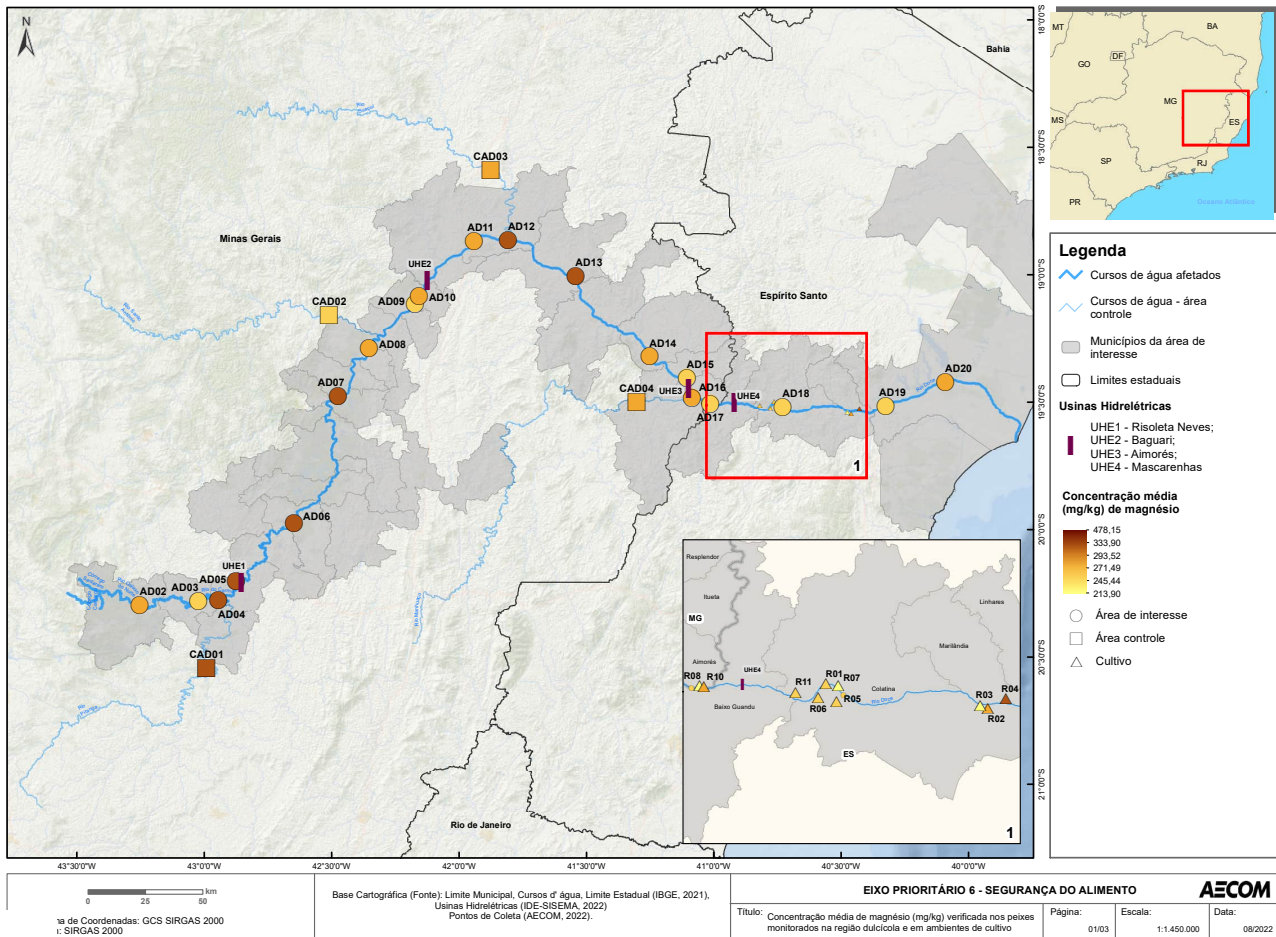 N
Bahia
Minas Gerais
Espírito Santo
Rio de Janeiro
CAD03
AD11
AD12
UHE2
AD13
AD10
AD09
CAD02
AD08
AD07
AD14
AD15
CAD04
UHE3
AD16
AD17
UHE4
AD18
AD19
AD20
Rio Doce
1
AD06
UHE1
AD05
AD03
AD02
AD04
CAD01
Rio Santo Antônio
Rio Manhuaçu
Rio Piranga
43°30'0"W
43°0'0"W
42°30'0"W
42°0'0"W
41°30'0"W
41°0'0"W
40°30'0"W
40°0'0"W
18°0'0"S
18°30'0"S
19°0'0"S
19°30'0"S
20°0'0"S
20°30'0"S
21°0'0"S
Resplendor
Itueta
MG
Aimorés
UHE4
R08
R10
Baixo Guandu
R11
R01
R07
R06
R05
Colatina
Rio Doce
Marilândia
Linhares
R03
R04
R02
ES
1
MT
BA
GO
DF
MG
MS
ES
SP
RJ
PR
Oceano Atlântico
Legenda
Cursos de água afetados
Cursos de água - área
controle
Municípios da área de
interesse
Limites estaduais
Usinas Hidrelétricas
UHE1 - Risoleta Neves;
UHE2 - Baguari;
UHE3 - Aimorés;
UHE4 - Mascarenhas
Concentração média
(mg/kg) de magnésio
478,15
333,90
293,52
271,49
245,44
213,90
Área de interesse
Área controle
Cultivo
km
0 25 50
de Coordenadas: GCS SIRGAS 2000
: SIRGAS 2000
Base Cartográfica (Fonte): Limite Municipal, Cursos d' água, Limite Estadual (IBGE, 2021),
Usinas Hidrelétricas (IDE-SISEMA, 2022)
Pontos de Coleta (AECOM, 2022).
EIXO PRIORITÁRIO 6 - SEGURANÇA DO ALIMENTO
AECOM
Título: Concentração média de magnésio (mg/kg) verificada nos peixes
monitorados na região dulcícola e em ambientes de cultivo
Página:
01/03
Escala:
1:1.450.000
Data:
08/2022